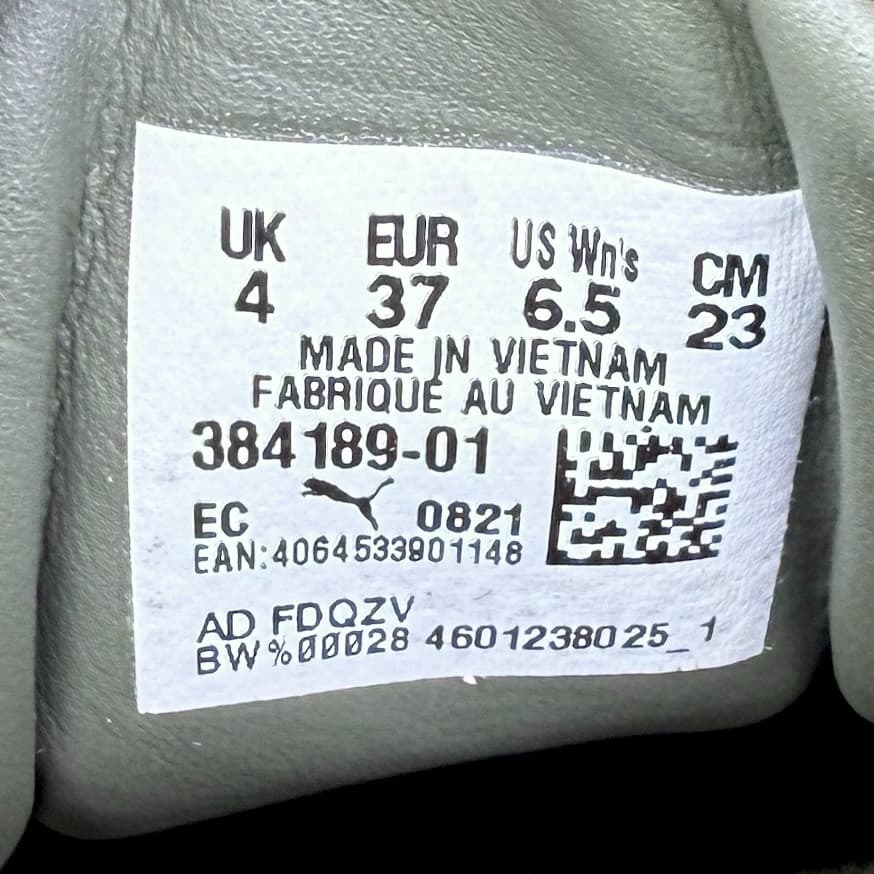 UK EUR US Wn's CM
4 37 6.5 23
MADE IN VIETNAM
FABRIQUE AU VIETNAM
384189-01
EC 0821
EAN:4064533901148
AD FDQZV
BW%00028 4601238025_1